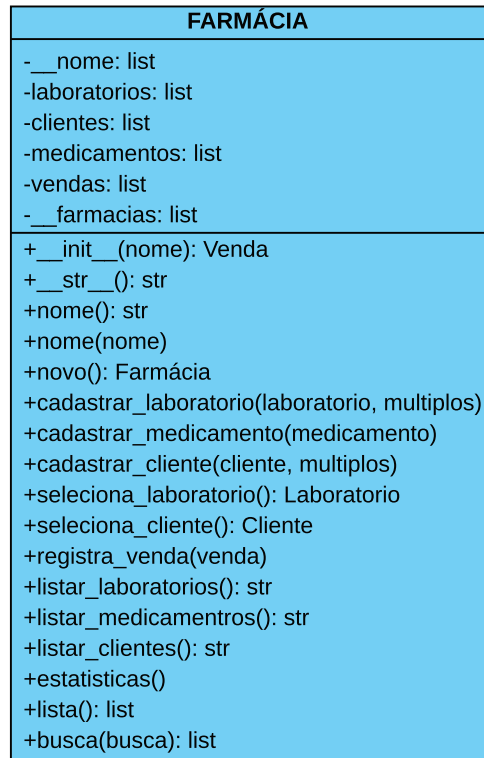 FARMÁCIA
-__nome: list
-laboratorios: list
-clientes: list
-medicamentos: list
-vendas: list
-__farmacias: list
+__init__(nome): Venda
+__str__(): str
+nome(): str
+nome(nome)
+novo(): Farmácia
+cadastrar_laboratorio(laboratorio, multiplos)
+cadastrar_medicamento(medicamento)
+cadastrar_cliente(cliente, multiplos)
+seleciona_laboratorio(): Laboratorio
+seleciona_cliente(): Cliente
+registra_venda(venda)
+listar_laboratorios(): str
+listar_medicamentros(): str
+listar_clientes(): str
+estatisticas()
+lista(): list
+busca(busca): list